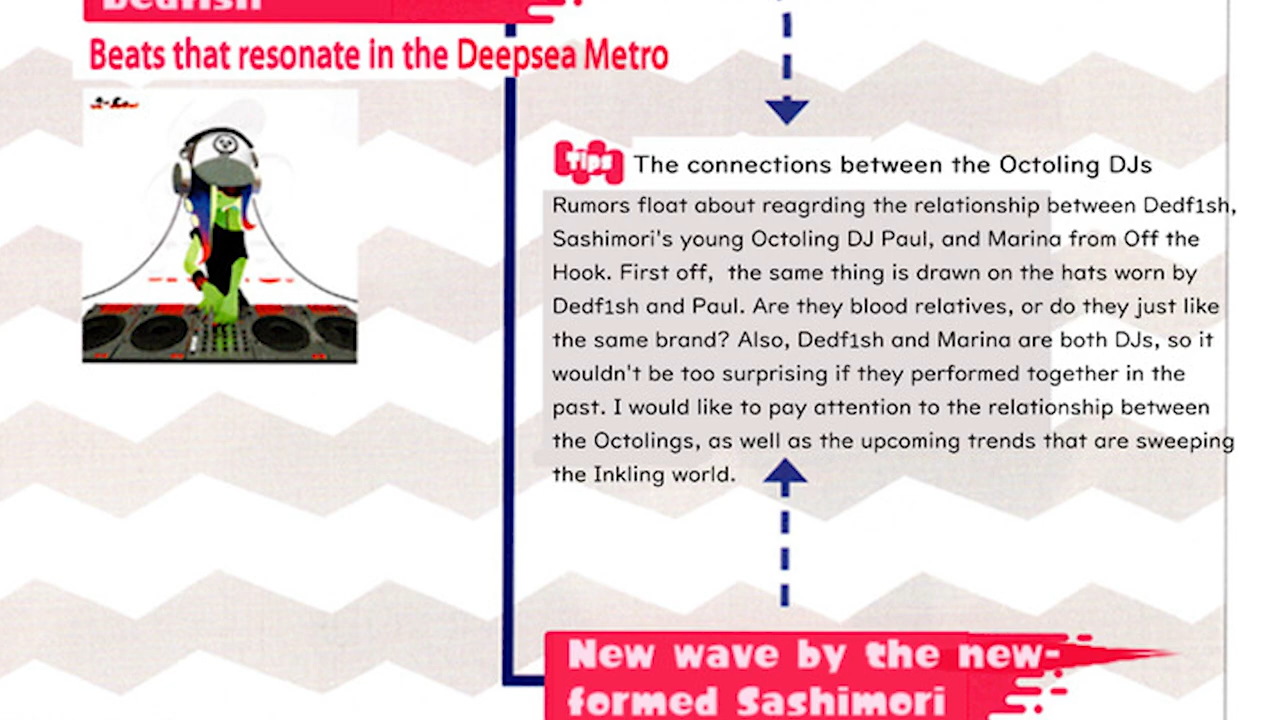 Dedf1sh
Beats that resonate in the Deepsea Metro
Tips The connections between the Octoling DJs
Rumors float about reagrding the relationship between Dedf1sh,
Sashimori's young Octoling DJ Paul, and Marina from Off the
Hook. First off, the same thing is drawn on the hats worn by
Dedf1sh and Paul. Are they blood relatives, or do they just like
the same brand? Also, Dedf1sh and Marina are both DJs, so it
wouldn't be too surprising if they performed together in the
past. I would like to pay attention to the relationship between
the Octolings, as well as the upcoming trends that are sweeping
the Inkling world.
New wave by the new-
formed Sashimori